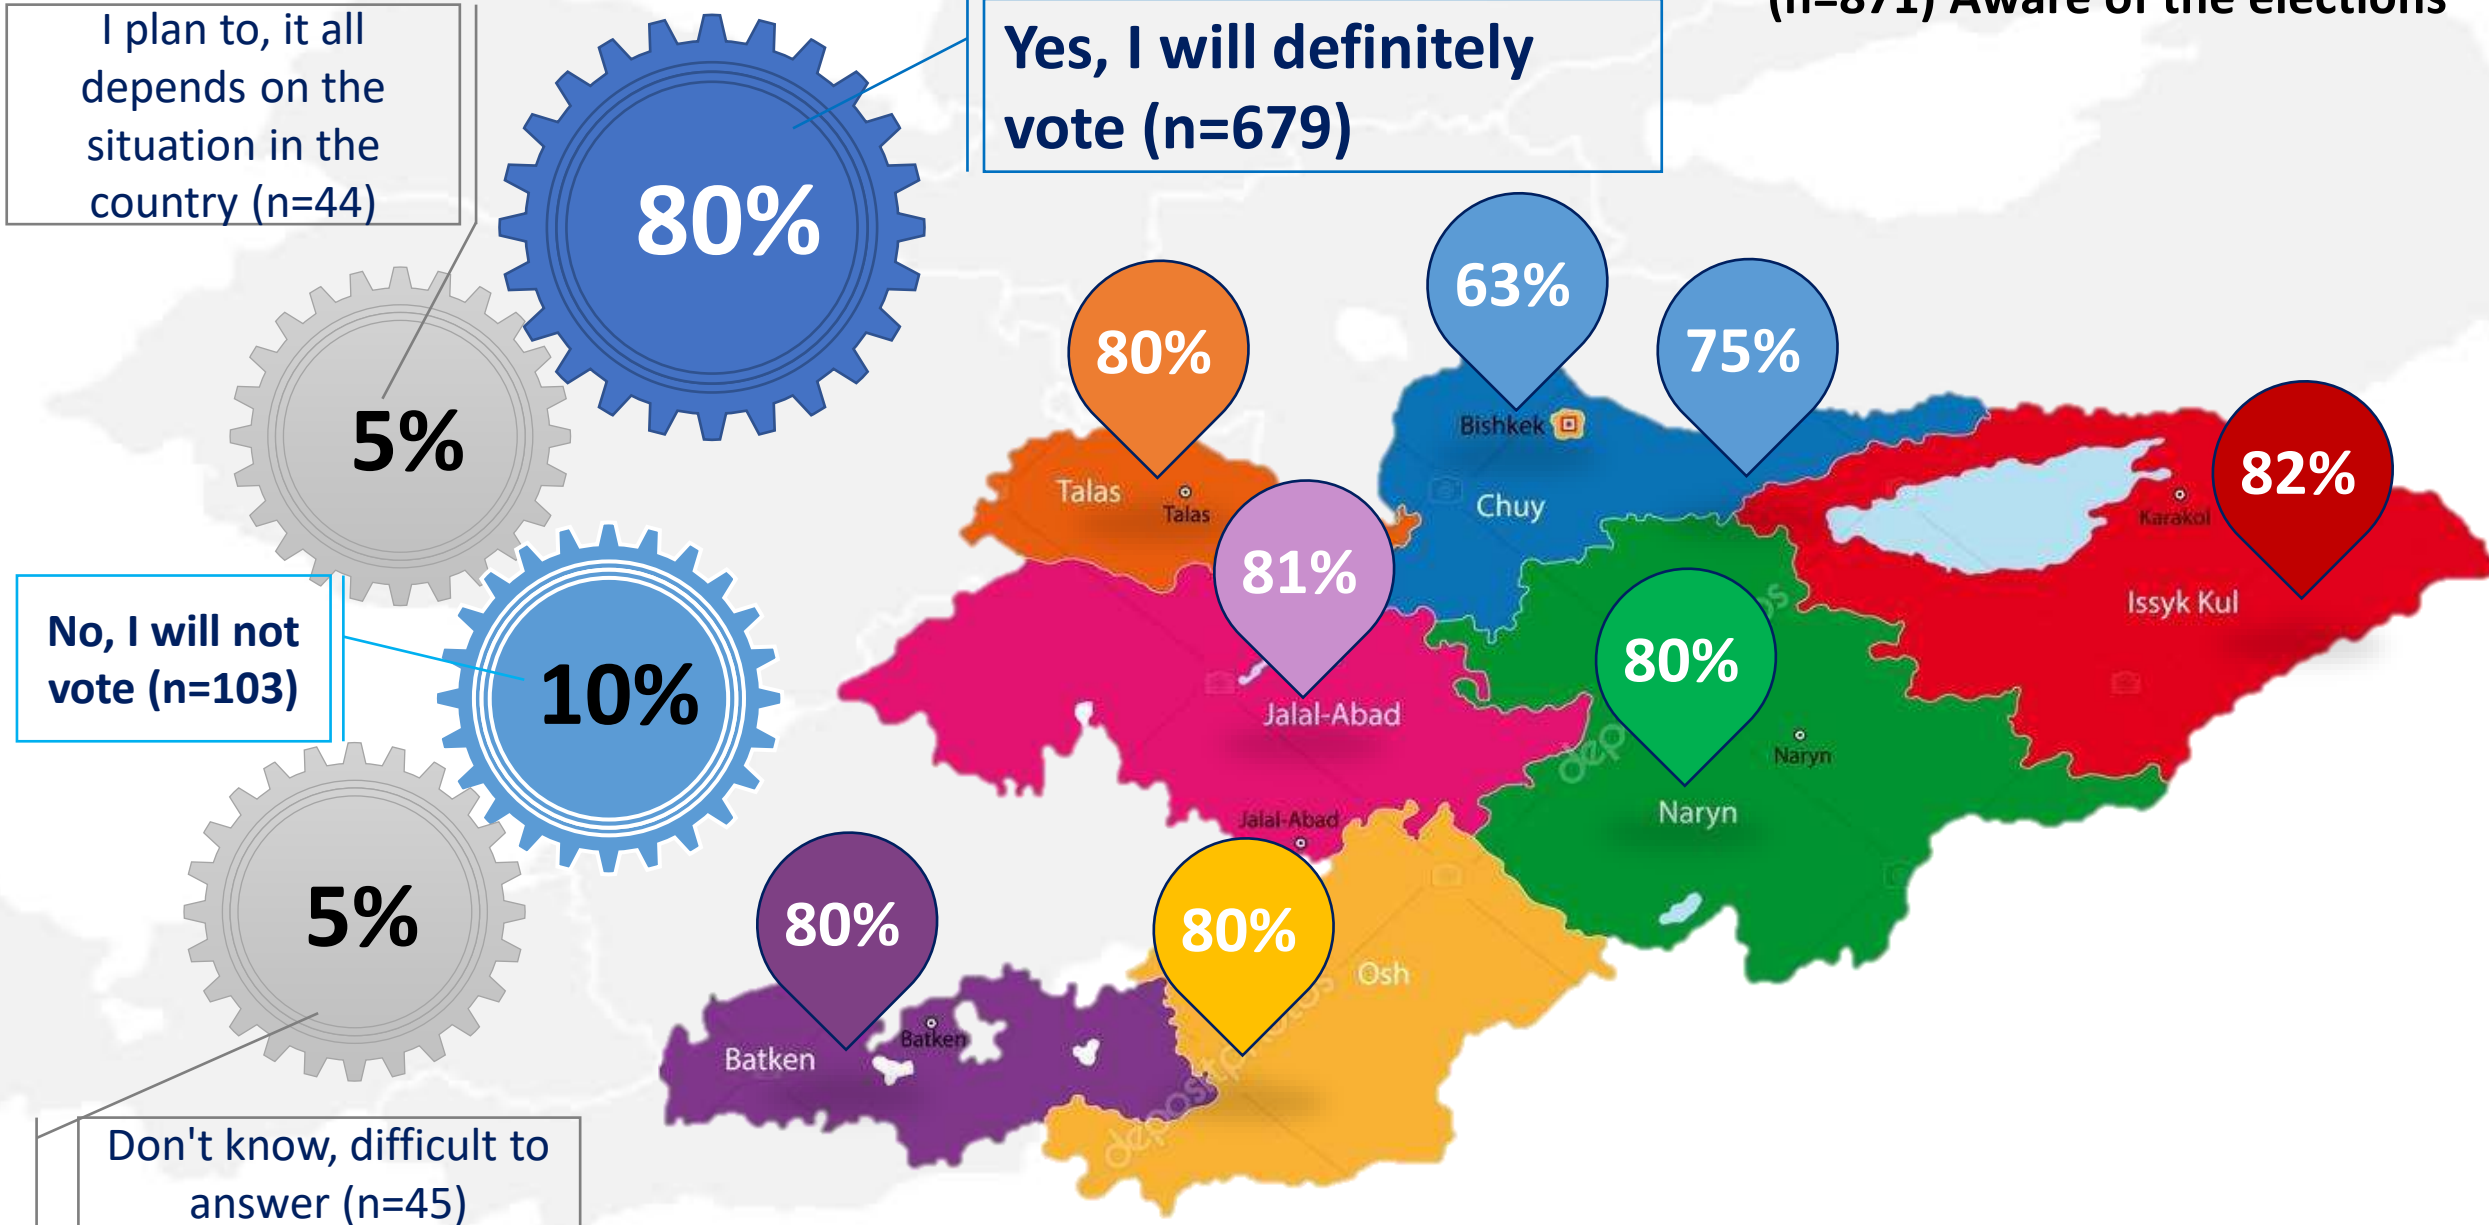 (n=871) Aware of the elections
I plan to, it all
depends on the
situation in the
country (n=44)
Yes, I will definitely
vote (n=679)
80%
5%
No, I will not
vote (n=103)
10%
5%
Don't know, difficult to
answer (n=45)
63%
75%
80%
82%
81%
80%
80%
80%
Bishkek
Chuy
Talas
Talas
Karakol
Issyk Kul
Jalal-Abad
Jalal-Abad
Naryn
Naryn
Osh
Batken
Batken
depositphotos